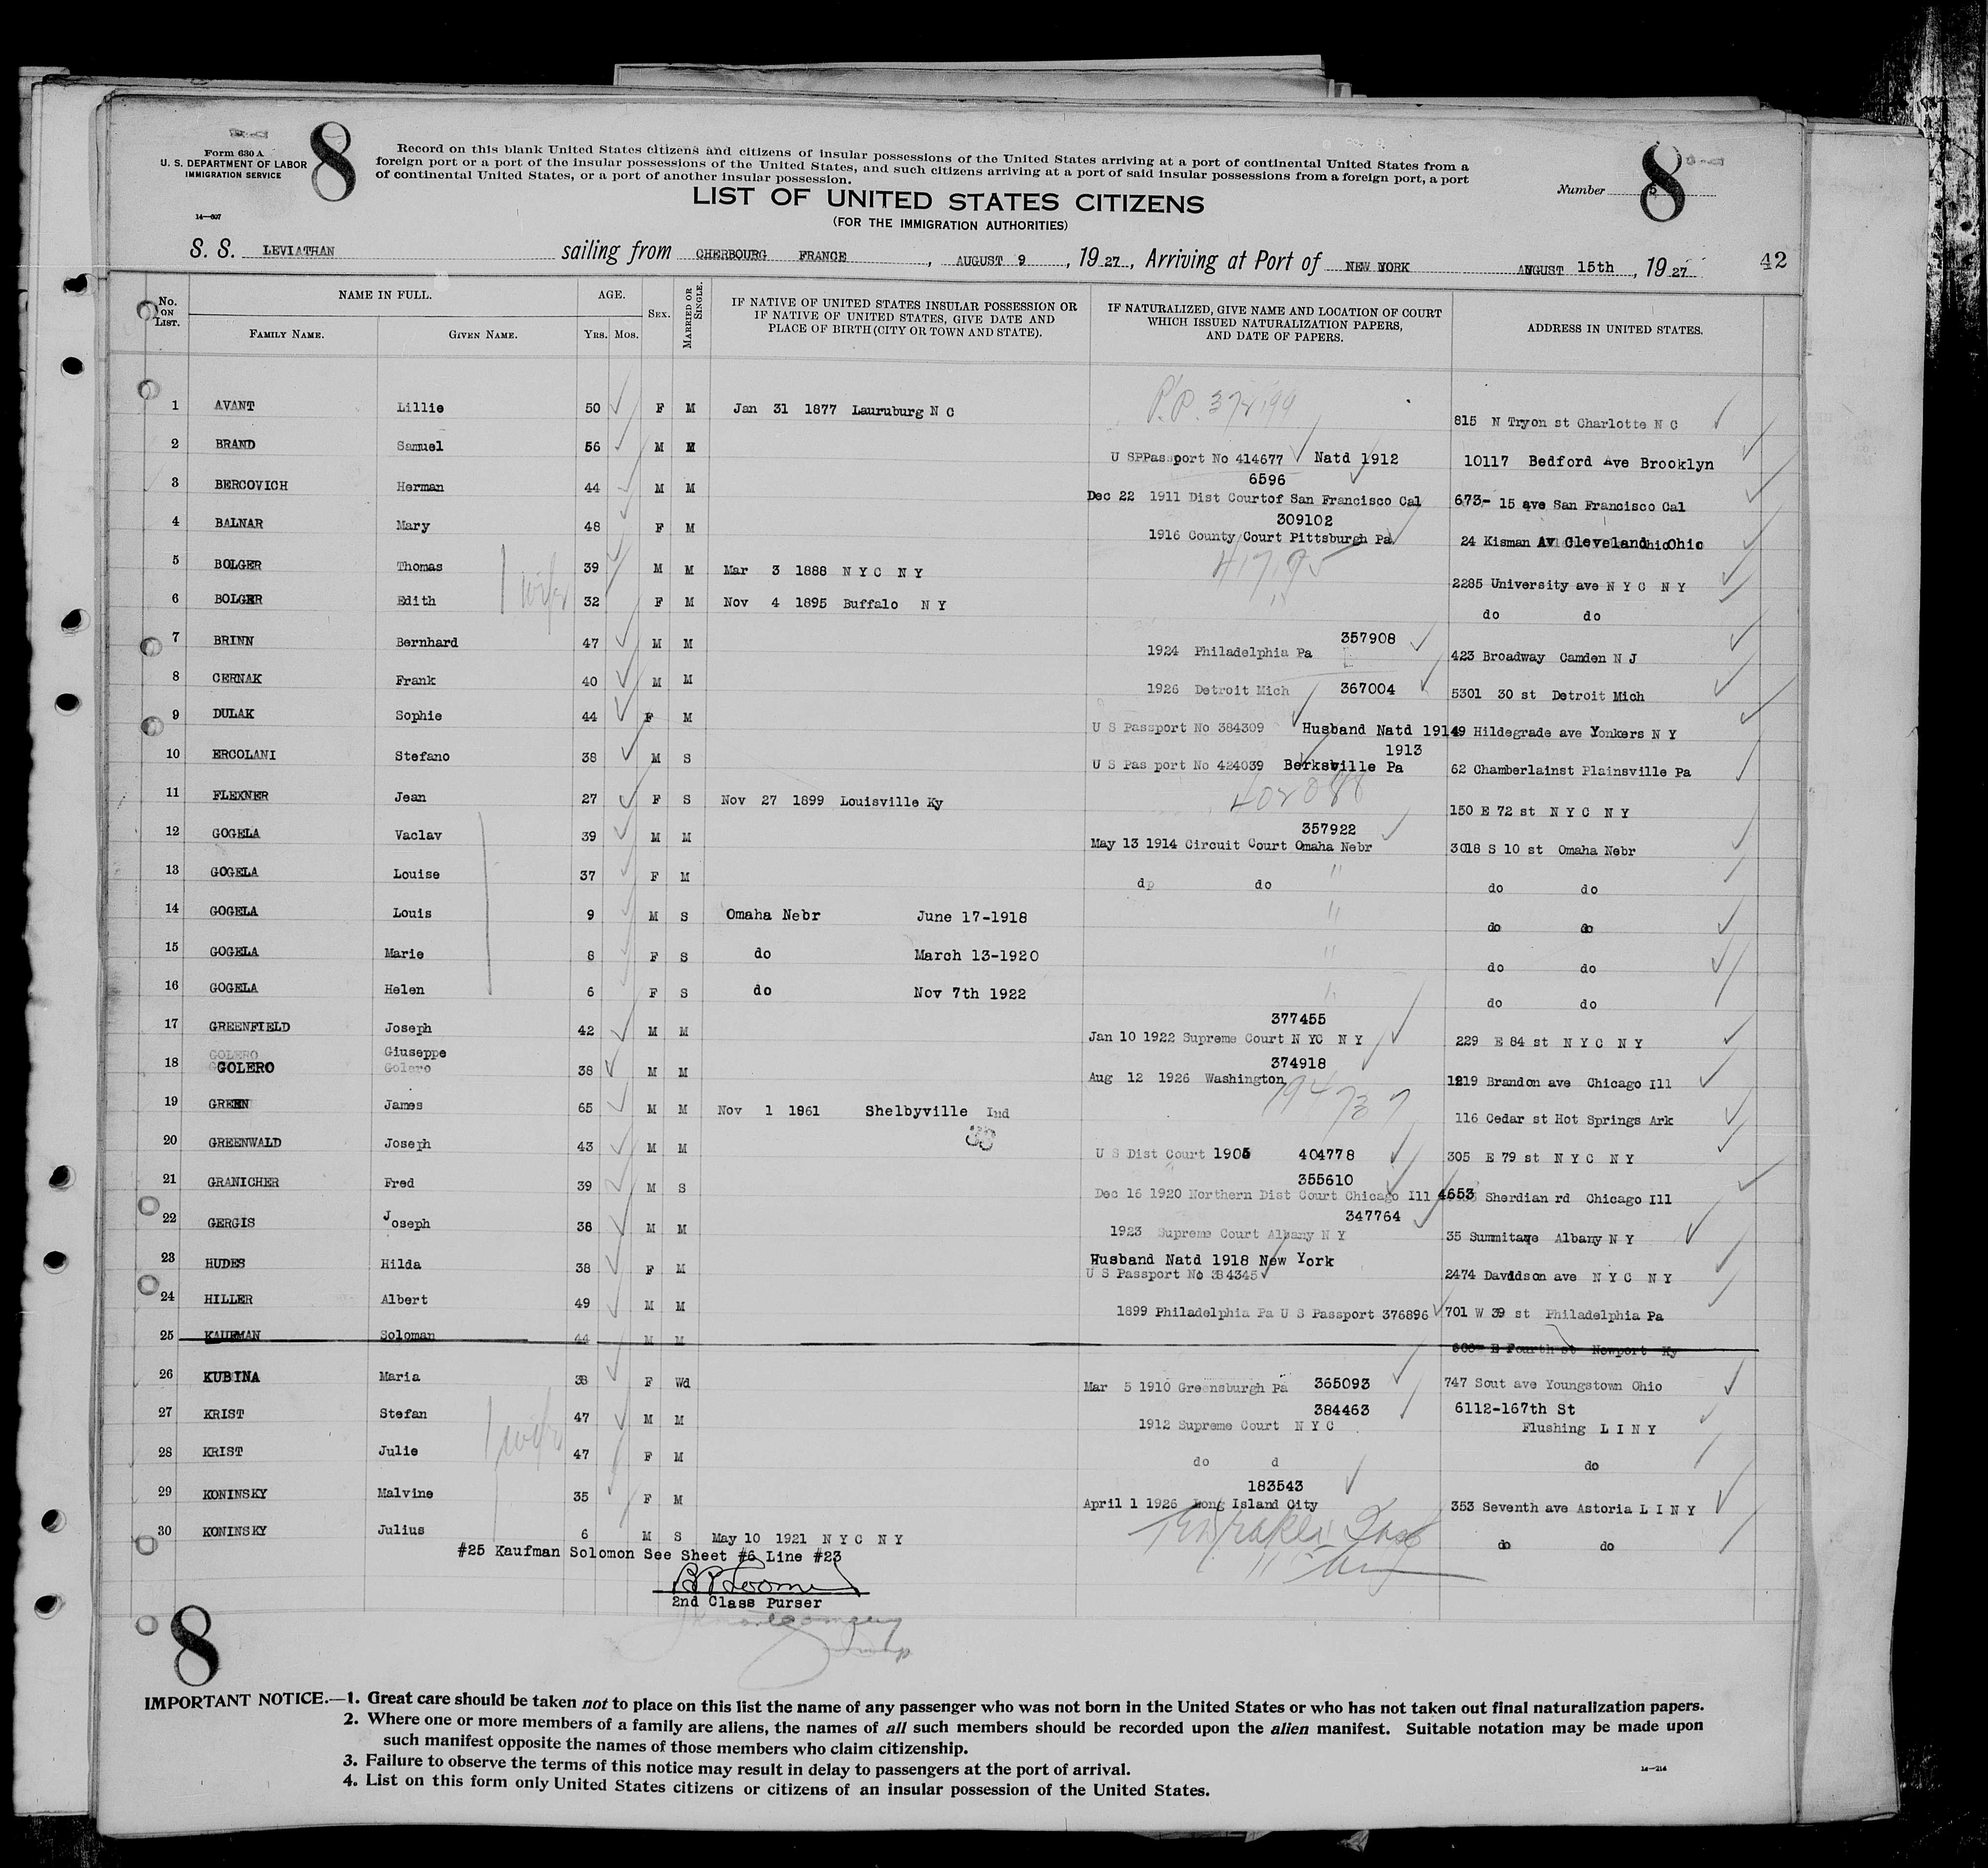 Form 630 A
U. S. DEPARTMENT OF LABOR
IMMIGRATION SERVICE
14—607
8
Record on this blank United States citizens and citizens of insular possessions of the United States arriving at a port of continental United States from a
foreign port or a port of the insular possessions of the United States, and such citizens arriving at a port of said insular possessions from a foreign port, a port
of continental United States, or a port of another insular possession.
Number 8
LIST OF UNITED STATES CITIZENS
(FOR THE IMMIGRATION AUTHORITIES)
S. S. LEVIATHAN sailing from CHERBOURG FRANCE, AUGUST 9, 1927, Arriving at Port of NEW YORK AUGUST 15th, 1927 42
No. ON LIST. NAME IN FULL. AGE. SEX. MARRIED OR SINGLE. IF NATIVE OF UNITED STATES INSULAR POSSESSION OR IF NATIVE OF UNITED STATES, GIVE DATE AND PLACE OF BIRTH (CITY OR TOWN AND STATE). IF NATURALIZED, GIVE NAME AND LOCATION OF COURT WHICH ISSUED NATURALIZATION PAPERS, AND DATE OF PAPERS. ADDRESS IN UNITED STATES.
FAMILY NAME. GIVEN NAME. YRS. MOS.
1 AVANT Lillie 50 F M Jan 31 1877 Lauruburg N C P.P. 815 N Tryon st Charlotte N C
2 BRAND Samuel 56 M M U SPPassport No 414677 Natd 1912 10117 Bedford Ave Brooklyn
3 BERCOVICH Herman 44 M M 6596 Dec 22 1911 Dist Courtof San Francisco Cal 673- 15 ave San Francisco Cal
4 BALNAR Mary 48 F M 309102 1916 County Court Pittsburgh Pa 24 Kisman Av Cleveland Ohio
5 BOLGER Thomas 39 M M Mar 3 1888 N Y C N Y 2285 University ave N Y C N Y
6 BOLGER Edith wife 32 F M Nov 4 1895 Buffalo N Y " do do
7 BRINN Bernhard 47 M M 357908 1924 Philadelphia Pa 423 Broadway Camden N J
8 CERNAK Frank 40 M M 1926 Detroit Mich 367004 5301 30 st Detroit Mich
9 DULAK Sophie 44 F M U S Passport No 384309 Husband Natd 1914 49 Hildegrade ave Yonkers N Y
10 ERCOLANI Stefano 38 M S 1913 U S Pas port No 424039 Berksville Pa 62 Chamberlainst Plainsville Pa
11 FLEXNER Jean 27 F S Nov 27 1899 Louisville Ky 402088 150 E 72 st N Y C N Y
12 GOGELA Vaclav 39 M M 357922 May 13 1914 Circuit Court Omaha Nebr 3018 S 10 st Omaha Nebr
13 GOGELA Louise 37 F M do do " do do
14 GOGELA Louis 9 M S Omaha Nebr June 17-1918 " do do
15 GOGELA Marie 8 F S do March 13-1920 " do do
16 GOGELA Helen 6 F S do Nov 7th 1922 " do do
17 GREENFIELD Joseph 42 M M 377455 Jan 10 1922 Supreme Court N YC N Y 229 E 84 st N Y C N Y
18 GOLERO Giuseppe 38 M M 374918 Aug 12 1926 Washington 1219 Brandon ave Chicago Ill
19 GREEN James 65 M M Nov 1 1861 Shelbyville Ind 194737 116 Cedar st Hot Springs Ark
33
20 GREENWALD Joseph 43 M M U S Dist Court 1905 404778 305 E 79 st N Y C N Y
21 GRANICHER Fred 39 M S 355610 Dec 16 1920 Northern Dist Court Chicago Ill 4653 Sherdian rd Chicago Ill
22 GERGIS Joseph 38 M M 347764 1923 Supreme Court Albany N Y 35 Summitave Albany N Y
23 HUDES Hilda 38 F M Husband Natd 1918 New York U S Passport No 384345 2474 Davidson ave N Y C N Y
24 HILLER Albert 49 M M 1899 Philadelphia Pa U S Passport 376896 701 W 39 st Philadelphia Pa
25 KAUFMAN Soloman 44 M M E Fourth st Newport Ky
26 KUBINA Maria 38 F Wd Mar 5 1910 Greensburgh Pa 365093 747 Sout ave Youngstown Ohio
27 KRIST Stefan 47 M M 384463 1912 Supreme Court N Y C 6112-167th St Flushing L I N Y
28 KRIST Julie wife 47 F M do d do
29 KONINSKY Malvine 35 F M 183543 April 1 1926 Long Island City 353 Seventh ave Astoria L I N Y
30 KONINSKY Julius 6 M S May 10 1921 N Y C N Y do do
#25 Kaufman Solomon See Sheet #6 Line #23
2nd Class Purser
8
IMPORTANT NOTICE.—1. Great care should be taken not to place on this list the name of any passenger who was not born in the United States or who has not taken out final naturalization papers.
2. Where one or more members of a family are aliens, the names of all such members should be recorded upon the alien manifest. Suitable notation may be made upon
such manifest opposite the names of those members who claim citizenship.
3. Failure to observe the terms of this notice may result in delay to passengers at the port of arrival.
4. List on this form only United States citizens or citizens of an insular possession of the United States.
14—214